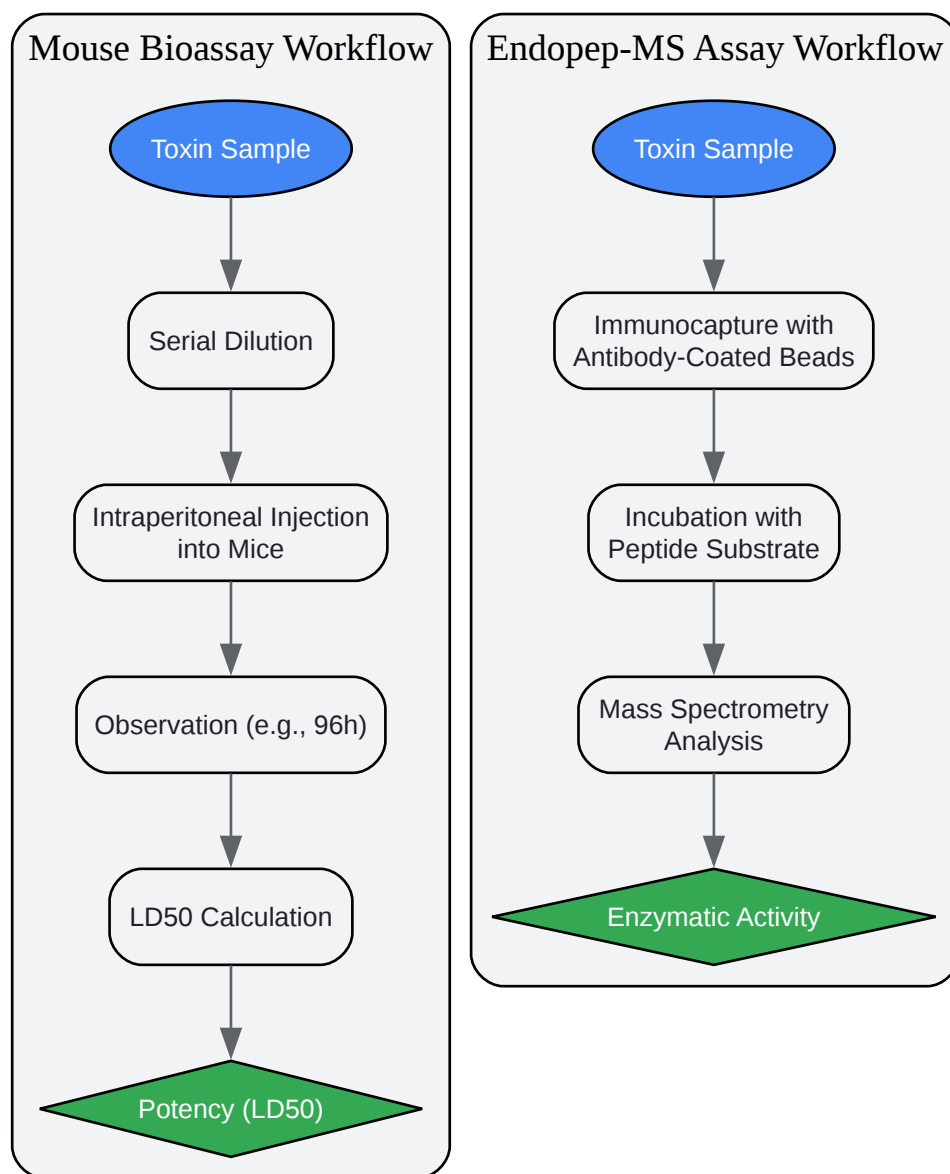 Mouse Bioassay Workflow
Toxin Sample
Serial Dilution
Intraperitoneal Injection
into Mice
Observation (e.g., 96h)
LD50 Calculation
Potency (LD50)
Endopep-MS Assay Workflow
Toxin Sample
Immunocapture with
Antibody-Coated Beads
Incubation with
Peptide Substrate
Mass Spectrometry
Analysis
Enzymatic Activity